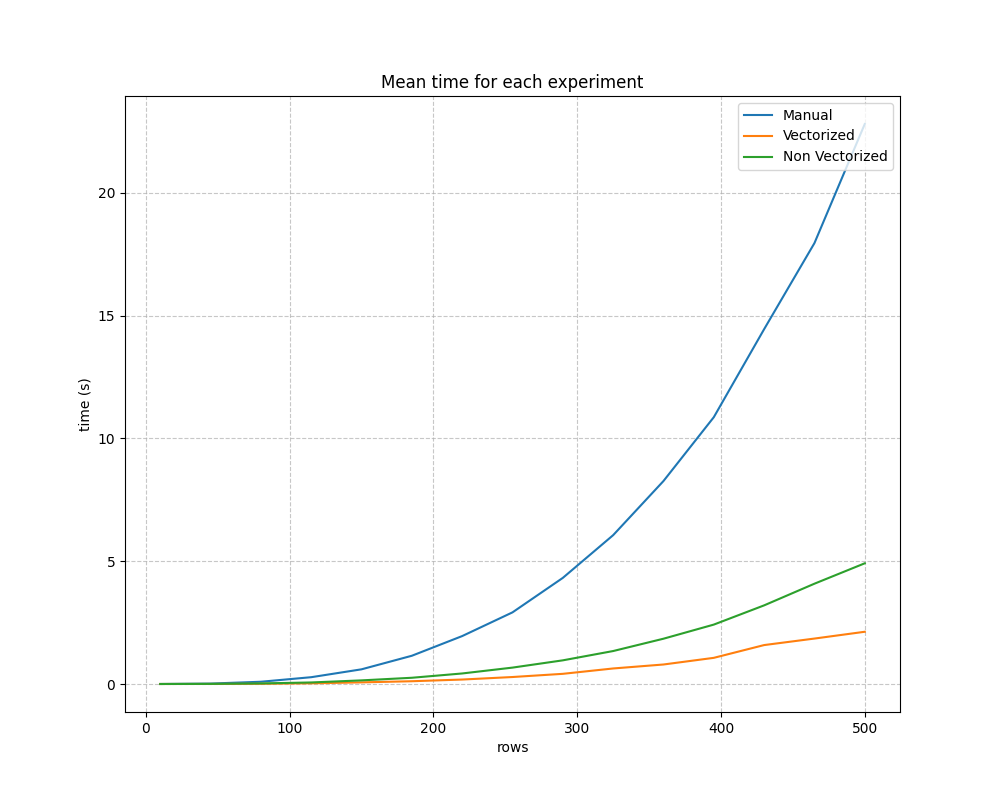 Mean time for each experiment
Manual
Vectorized
Non Vectorized
20
15
10
5
0
time (s)
0 100 200 300 400 500
rows